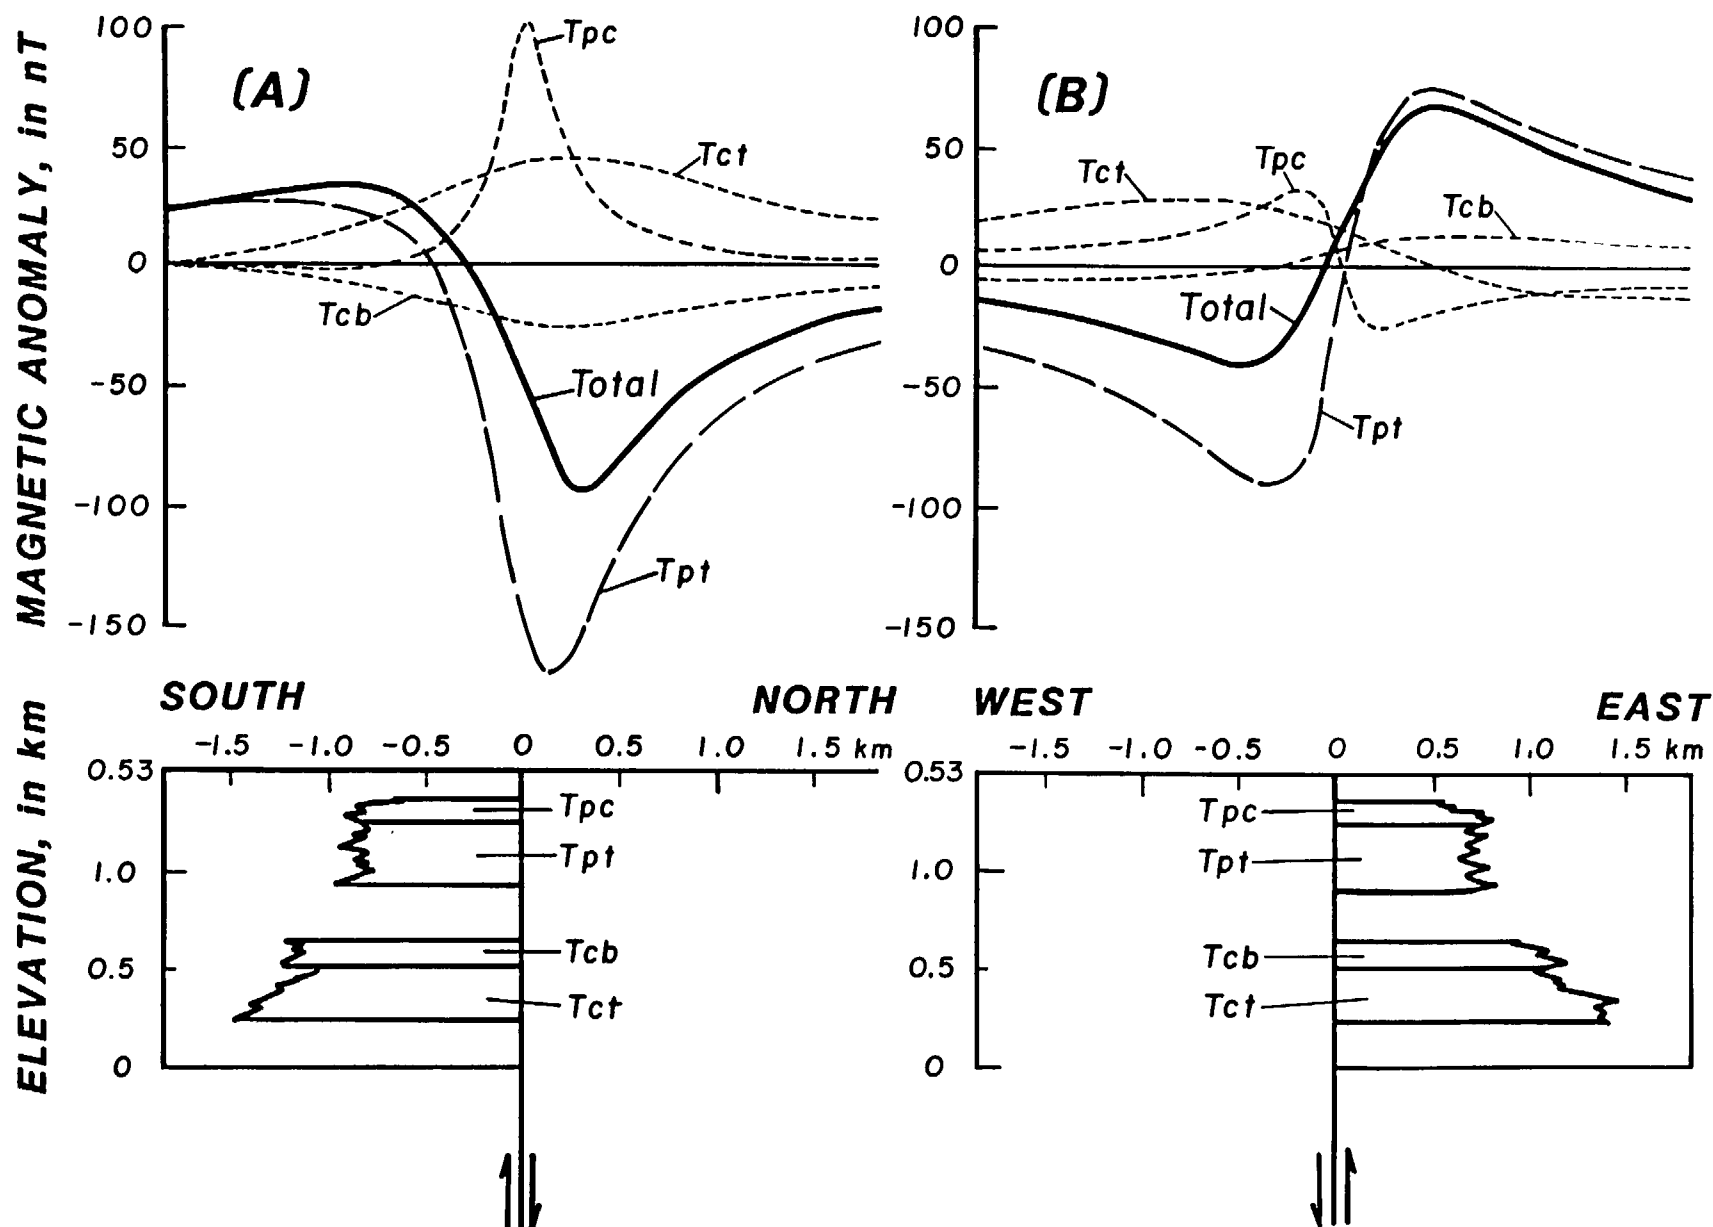 MAGNETIC ANOMALY, in nT
100
50
0
-50
-100
-150
(A)
Tpc
Tct
Tcb
Total
Tpt
100
50
0
-50
-100
-150
(B)
Tct
Tpc
Tcb
Total
Tpt
SOUTH NORTH
-1.5 -1.0 -0.5 0 0.5 1.0 1.5 km
ELEVATION, in km
0.53
1.0
0.5
0
Tpc
Tpt
Tcb
Tct
WEST EAST
-1.5 -1.0 -0.5 0 0.5 1.0 1.5 km
0.53
1.0
0.5
0
Tpc
Tpt
Tcb
Tct